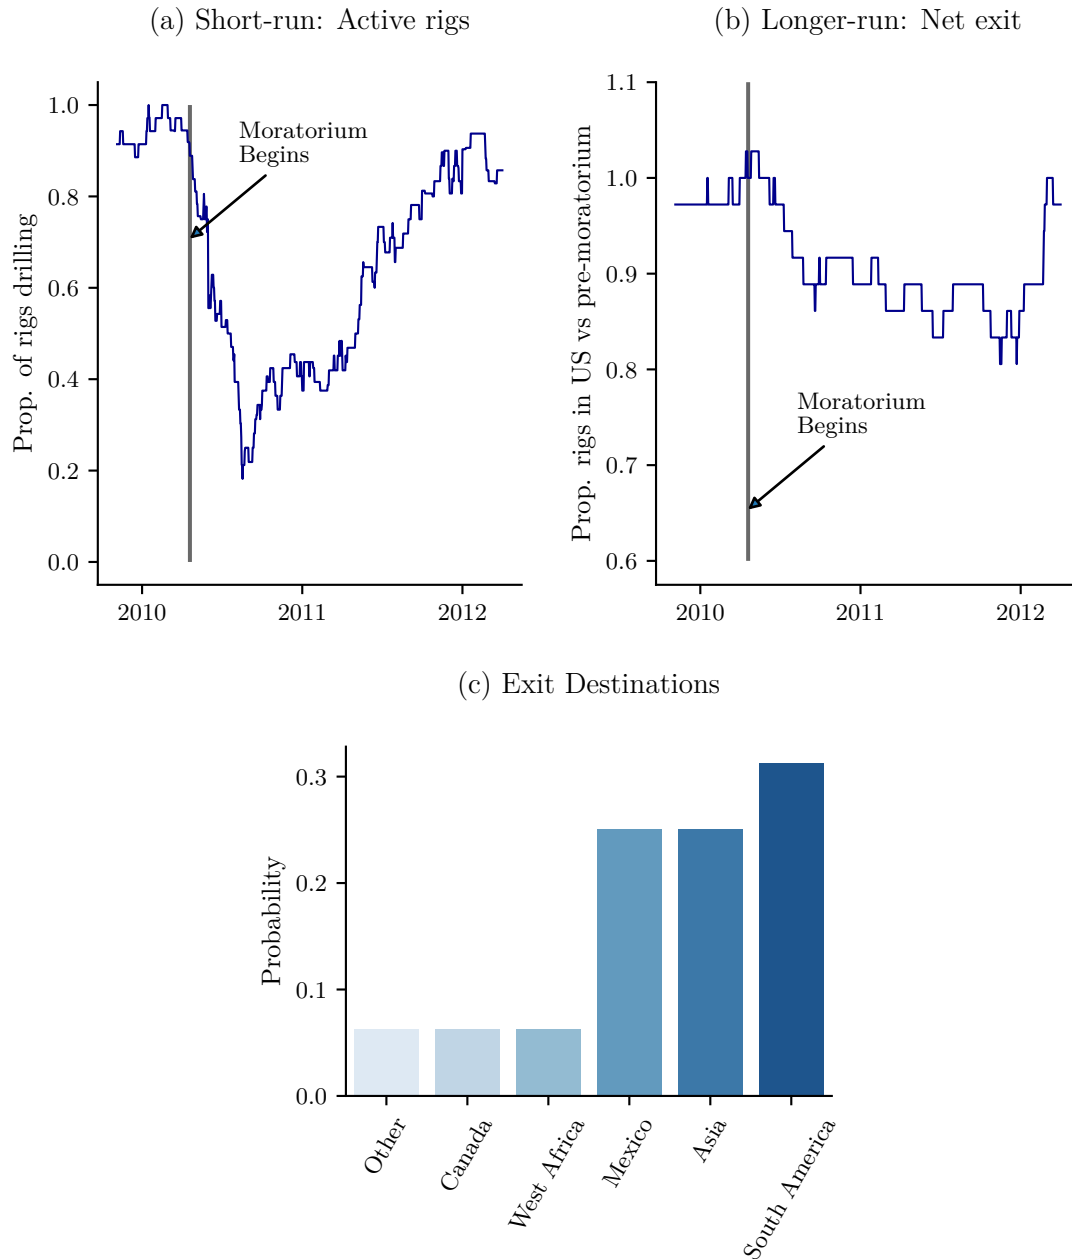 (a) Short-run: Active rigs
Prop. of rigs drilling
1.0
0.8
0.6
0.4
0.2
0.0
Moratorium
Begins
2010
2011
2012
(b) Longer-run: Net exit
Prop. rigs in US vs pre-moratorium
1.1
1.0
0.9
0.8
0.7
0.6
Moratorium
Begins
2010
2011
2012
(c) Exit Destinations
Probability
0.3
0.2
0.1
0.0
Other
Canada
West Africa
Mexico
Asia
South America